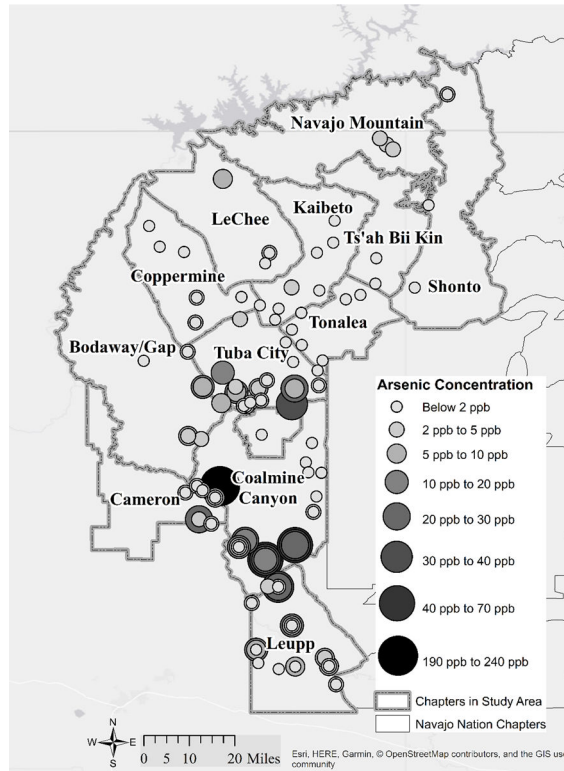 Navajo Mountain
Kaibeto
LeChee
Ts'ah Bii Kin
Coppermine
Shonto
Tonalea
Bodaway/Gap
Tuba City
Coalmine
Canyon
Cameron
Leupp
Arsenic Concentration
Below 2 ppb
2 ppb to 5 ppb
5 ppb to 10 ppb
10 ppb to 20 ppb
20 ppb to 30 ppb
30 ppb to 40 ppb
40 ppb to 70 ppb
190 ppb to 240 ppb
Chapters in Study Area
Navajo Nation Chapters
N
W E
S
0 10 20 Miles
Esri, HERE, Garmin, © OpenStreetMap contributors, and the GIS use
community